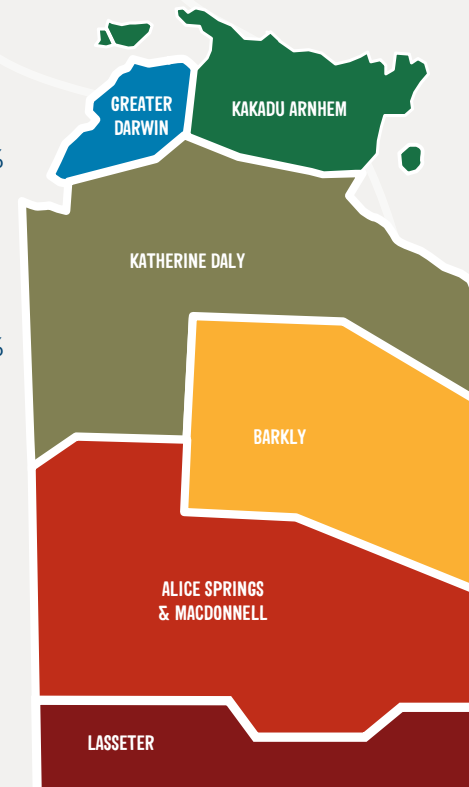 GREATER
DARWIN
KAKADU ARNHEM
S
KATHERINE DALY
S
BARKLY
ALICE SPRINGS
& MACDONNELL
LASSETER